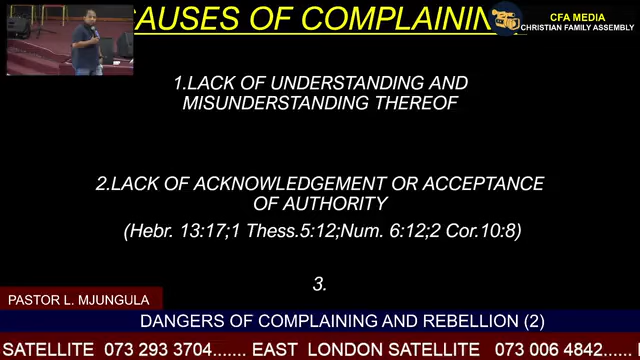 CAUSES OF COMPLAINING
CFA MEDIA
CHRISTIAN FAMILY ASSEMBLY
1.LACK OF UNDERSTANDING AND
MISUNDERSTANDING THEREOF
2.LACK OF ACKNOWLEDGEMENT OR ACCEPTANCE
OF AUTHORITY
(Hebr. 13:17;1 Thess.5:12;Num. 6:12;2 Cor.10:8)
3.
PASTOR L. MJUNGULA
DANGERS OF COMPLAINING AND REBELLION (2)
SATELLITE 073 293 3704....... EAST LONDON SATELLITE 073 006 4842......